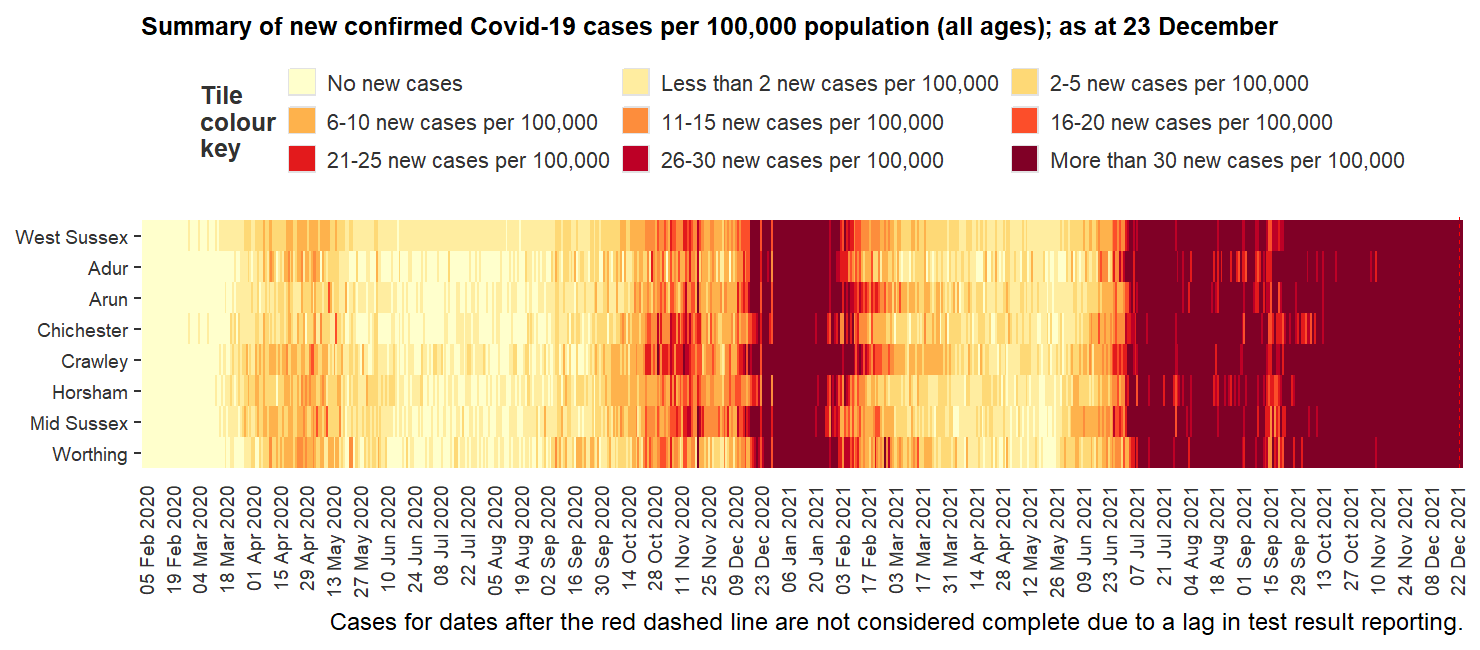 Summary of new confirmed Covid-19 cases per 100,000 population (all ages); as at 23 December
Tile
colour
key
No new cases
Less than 2 new cases per 100,000
2-5 new cases per 100,000
6-10 new cases per 100,000
11-15 new cases per 100,000
16-20 new cases per 100,000
21-25 new cases per 100,000
26-30 new cases per 100,000
More than 30 new cases per 100,000
West Sussex
Adur
Arun
Chichester
Crawley
Horsham
Mid Sussex
Worthing
05 Feb 2020
19 Feb 2020
04 Mar 2020
18 Mar 2020
01 Apr 2020
15 Apr 2020
29 Apr 2020
13 May 2020
27 May 2020
10 Jun 2020
24 Jun 2020
08 Jul 2020
22 Jul 2020
05 Aug 2020
19 Aug 2020
02 Sep 2020
16 Sep 2020
30 Sep 2020
14 Oct 2020
28 Oct 2020
11 Nov 2020
25 Nov 2020
09 Dec 2020
23 Dec 2020
06 Jan 2021
20 Jan 2021
03 Feb 2021
17 Feb 2021
03 Mar 2021
17 Mar 2021
31 Mar 2021
14 Apr 2021
28 Apr 2021
12 May 2021
26 May 2021
09 Jun 2021
23 Jun 2021
07 Jul 2021
21 Jul 2021
04 Aug 2021
18 Aug 2021
01 Sep 2021
15 Sep 2021
29 Sep 2021
13 Oct 2021
27 Oct 2021
10 Nov 2021
24 Nov 2021
08 Dec 2021
22 Dec 2021
Cases for dates after the red dashed line are not considered complete due to a lag in test result reporting.